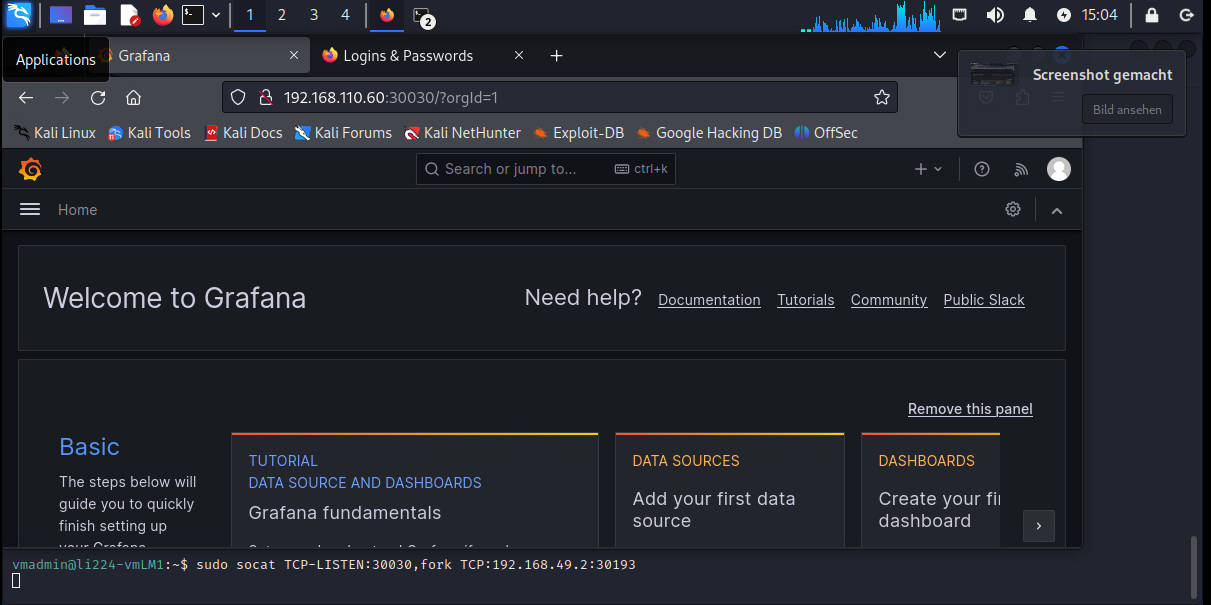 1 2 3 4 2 15:04
Applications
Grafana Logins & Passwords
Screenshot gemacht
Bild ansehen
192.168.110.60:30030/?orgId=1
Kali Linux Kali Tools Kali Docs Kali Forums Kali NetHunter Exploit-DB Google Hacking DB OffSec
Search or jump to... ctrl+k
Home
Welcome to Grafana
Need help? Documentation Tutorials Community Public Slack
Remove this panel
Basic
The steps below will
guide you to quickly
finish setting up
your Grafana
TUTORIAL
DATA SOURCE AND DASHBOARDS
Grafana fundamentals
DATA SOURCES
Add your first data
source
DASHBOARDS
Create your fi
dashboard
vmadmin@li224-vmLM1:~$ sudo socat TCP-LISTEN:30030,fork TCP:192.168.49.2:30193